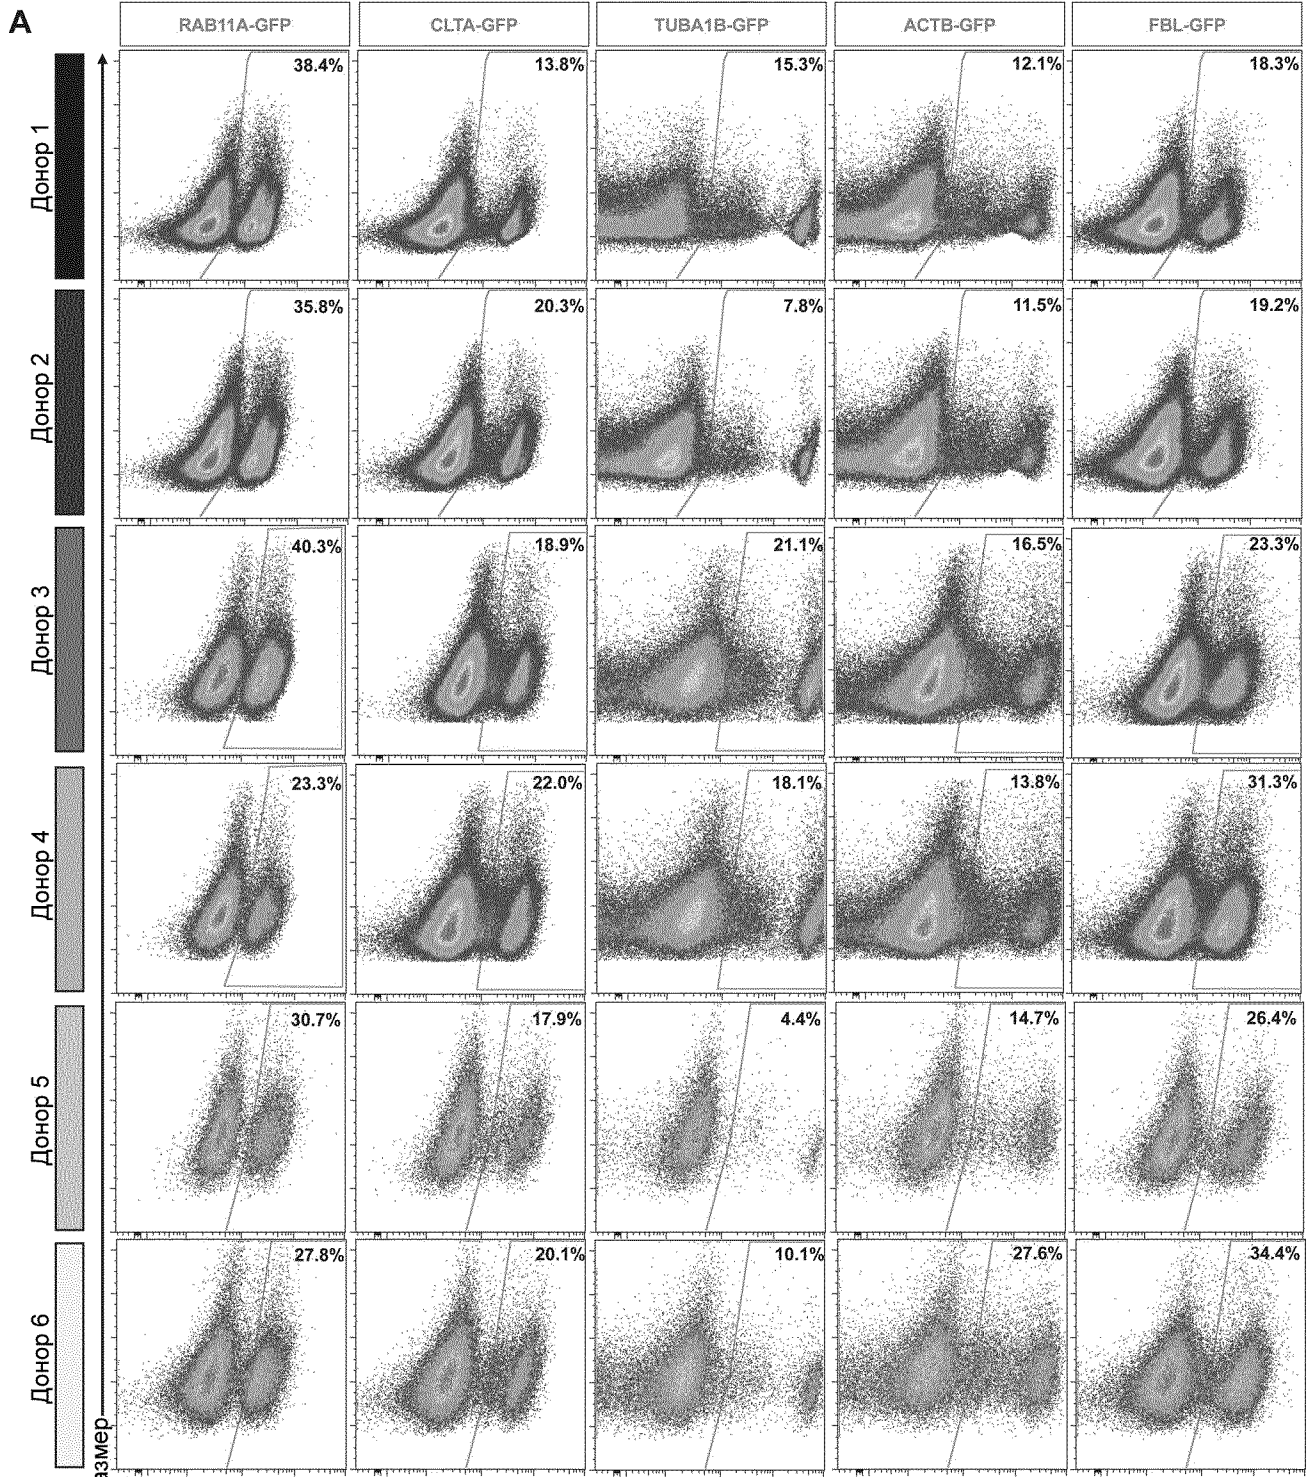 A
RAB11A-GFP CLTA-GFP TUBA1B-GFP ACTB-GFP FBL-GFP
Донор 1 38.4% 13.8% 15.3% 12.1% 18.3%
Донор 2 35.8% 20.3% 7.8% 11.5% 19.2%
Донор 3 40.3% 18.9% 21.1% 16.5% 23.3%
Донор 4 23.3% 22.0% 18.1% 13.8% 31.3%
Донор 5 30.7% 17.9% 4.4% 14.7% 26.4%
Донор 6 27.8% 20.1% 10.1% 27.6% 34.4%
азмер